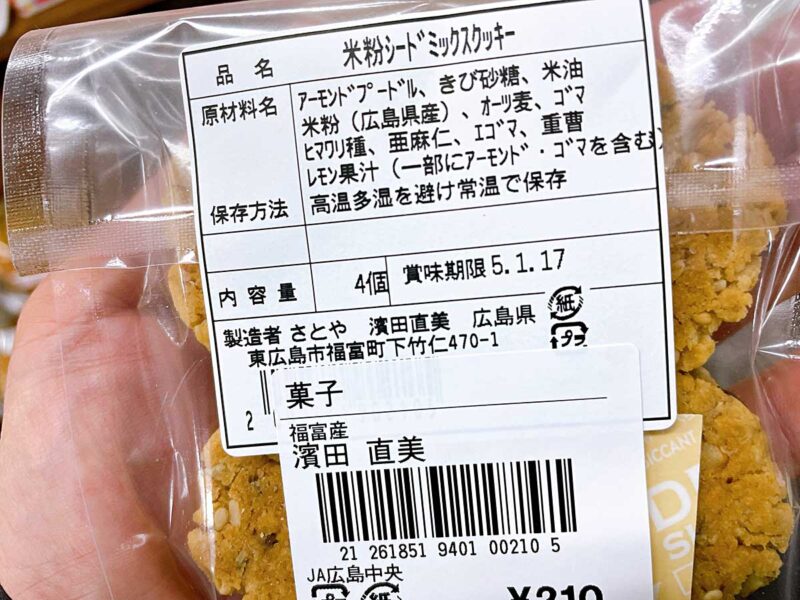 品名 米粉シードミックスクッキー
原材料名 アーモンドプードル、きび砂糖、米油
米粉（広島県産）、オーツ麦、ゴマ
ヒマワリ種、亜麻仁、エゴマ、重曹
レモン果汁（一部にアーモンド・ゴマを含む）
保存方法 高温多湿を避け常温で保存
内容量 4個 賞味期限5.1.17
製造者 さとや 濱田直美 広島県
東広島市福富町下竹仁470-1
紙
プラ
2
菓子
福富産
濱田 直美
21 261851 9401 00210 5
JA広島中央
¥210